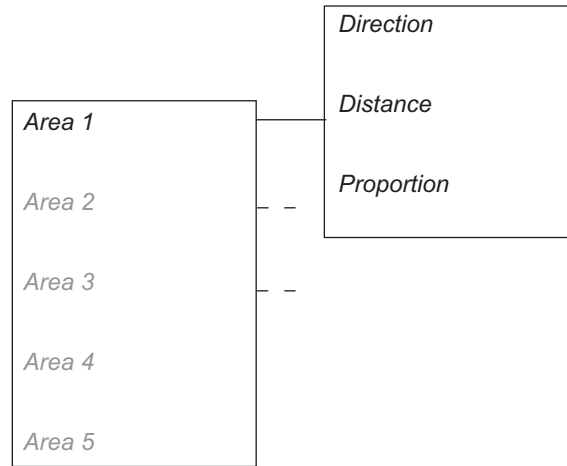 Direction
Distance
Proportion
Area 1
Area 2
Area 3
Area 4
Area 5